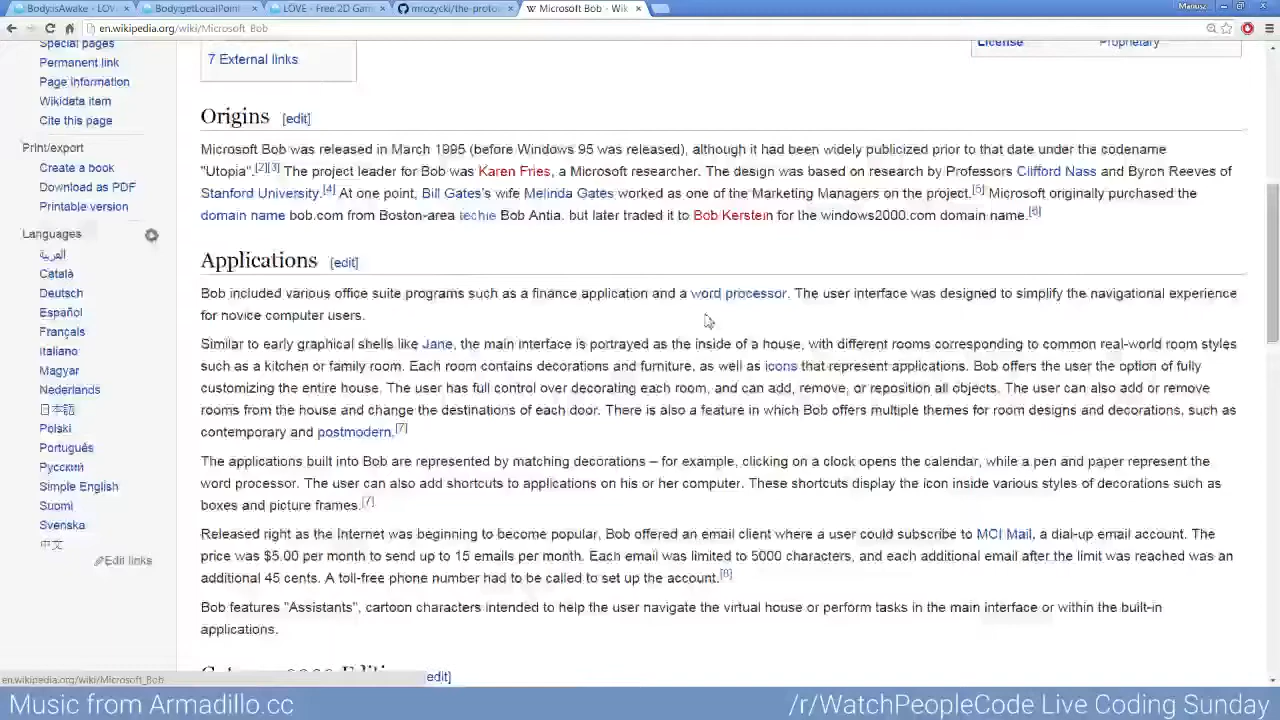 Body:isAwake - LOV
Body:getLocalPoint
LÖVE - Free 2D Gam
Microsoft Bob - Wik
Mariusz
en.wikipedia.org/wiki/Microsoft_Bob
Special pages
Permanent link
Page information
Wikidata item
Cite this page
Print/export
Create a book
Download as PDF
Printable version
Languages
العربية
Català
Deutsch
Español
Français
Italiano
Magyar
Nederlands
日本語
Polski
Português
Русский
Simple English
Suomi
Svenska
中文
Edit links
7 External links
License Proprietary
Origins [edit]
Microsoft Bob was released in March 1995 (before Windows 95 was released), although it had been widely publicized prior to that date under the codename
"Utopia".[2][3] The project leader for Bob was Karen Fries, a Microsoft researcher. The design was based on research by Professors Clifford Nass and Byron Reeves of
Stanford University.[4] At one point, Bill Gates's wife Melinda Gates worked as one of the Marketing Managers on the project.[5] Microsoft originally purchased the
domain name bob.com from Boston-area techie Bob Antia, but later traded it to Bob Kerstein for the windows2000.com domain name.[6]
Applications [edit]
Bob included various office suite programs such as a finance application and a word processor. The user interface was designed to simplify the navigational experience
for novice computer users.
Similar to early graphical shells like Jane, the main interface is portrayed as the inside of a house, with different rooms corresponding to common real-world room styles
such as a kitchen or family room. Each room contains decorations and furniture, as well as icons that represent applications. Bob offers the user the option of fully
customizing the entire house. The user has full control over decorating each room, and can add, remove, or reposition all objects. The user can also add or remove
rooms from the house and change the destinations of each door. There is also a feature in which Bob offers multiple themes for room designs and decorations, such as
contemporary and postmodern.[7]
The applications built into Bob are represented by matching decorations – for example, clicking on a clock opens the calendar, while a pen and paper represent the
word processor. The user can also add shortcuts to applications on his or her computer. These shortcuts display the icon inside various styles of decorations such as
boxes and picture frames.[7]
Released right as the Internet was beginning to become popular, Bob offered an email client where a user could subscribe to MCI Mail, a dial-up email account. The
price was $5.00 per month to send up to 15 emails per month. Each email was limited to 5000 characters, and each additional email after the limit was reached was an
additional 45 cents. A toll-free phone number had to be called to set up the account.[8]
Bob features "Assistants", cartoon characters intended to help the user navigate the virtual house or perform tasks in the main interface or within the built-in
applications.
[edit]
en.wikipedia.org/wiki/Microsoft_Bob
Music from Armadillo.cc
/r/WatchPeopleCode Live Coding Sunday